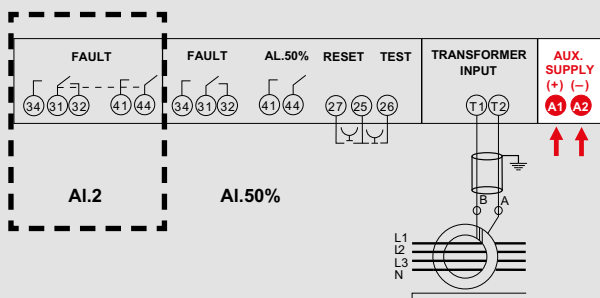 FAULT
FAULT
AL.50%
RESET
TEST
TRANSFORMER
INPUT
AUX.
SUPPLY
(+) (–)
34 31 32 41 44
34 31 32
41 44
27 25 26
T1 T2
A1 A2
Al.2
Al.50%
B A
L1
L2
L3
N